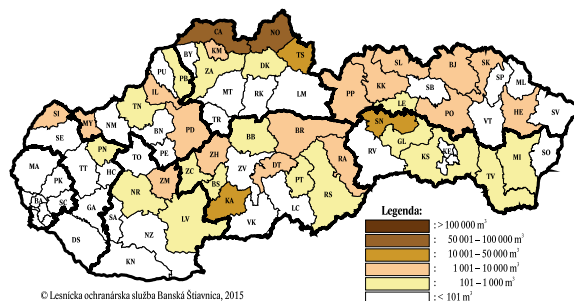 CA NO
BY KM TS
PU PB ZA DK
IL MT RK LM
SL BJ SK
PP KK SP ML
SB
LE PO HE SV
VT
SI MY NM TN
SE BN PD TR
PE
PN BB BR SN GL
TO ZH RV KS KE
MA TT HC ZV DT RA
PK ZM ZC BS PT TV MI SO
BA SC GA NR KA RS
SA LV LC
DS NZ VK
KN
Legenda:
: > 100 000 m³
: 50 001– 100 000 m³
: 10 001– 50 000 m³
: 1 001– 10 000 m³
: 101– 1 000 m³
: < 101 m³
© Lesnícka ochranárska služba Banská Štiavnica, 2015